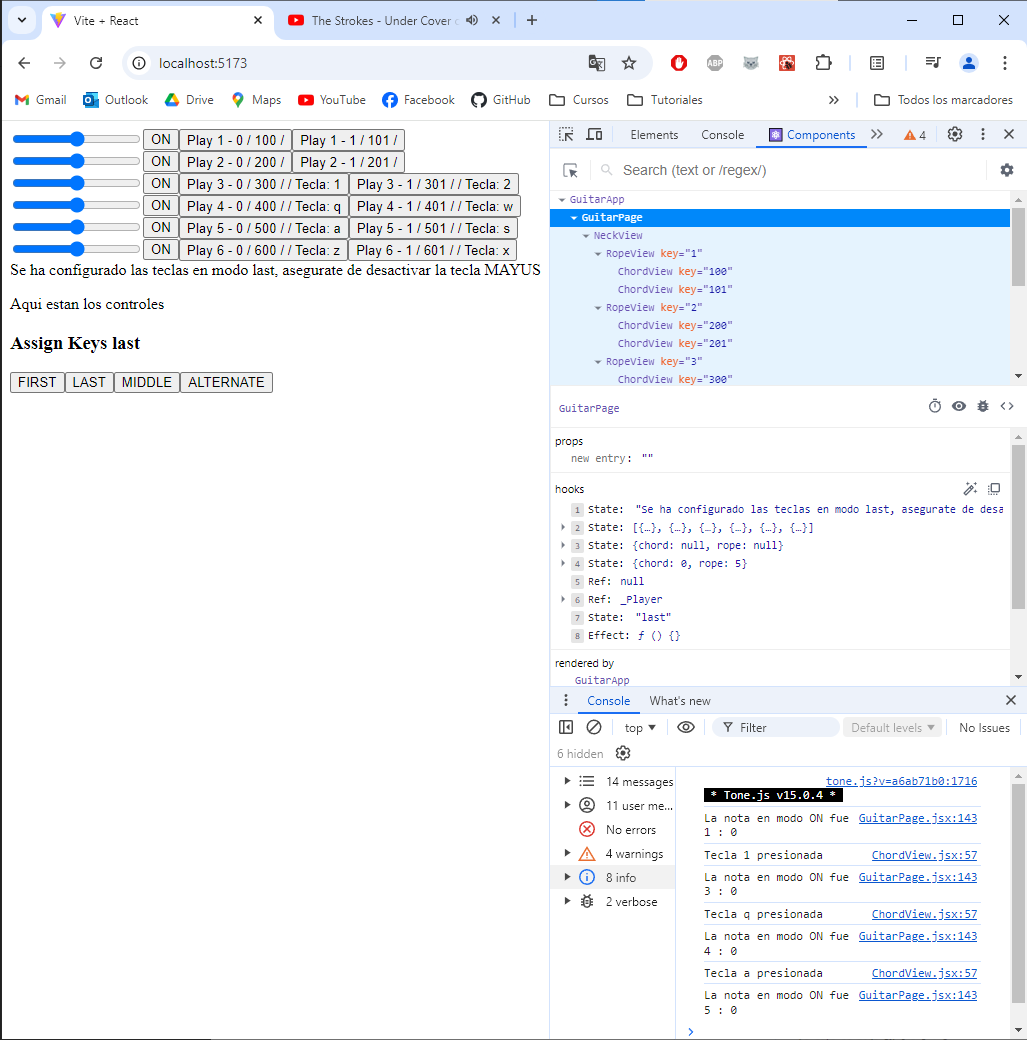 Vite + React
The Strokes - Under Cover
localhost:5173
ABP
Gmail
Outlook
Drive
Maps
YouTube
Facebook
GitHub
Cursos
Tutoriales
Todos los marcadores
ON Play 1 - 0 / 100 / Play 1 - 1 / 101 /
ON Play 2 - 0 / 200 / Play 2 - 1 / 201 /
ON Play 3 - 0 / 300 / / Tecla: 1 Play 3 - 1 / 301 / / Tecla: 2
ON Play 4 - 0 / 400 / / Tecla: q Play 4 - 1 / 401 / / Tecla: w
ON Play 5 - 0 / 500 / / Tecla: a Play 5 - 1 / 501 / / Tecla: s
ON Play 6 - 0 / 600 / / Tecla: z Play 6 - 1 / 601 / / Tecla: x
Se ha configurado las teclas en modo last, asegurate de desactivar la tecla MAYUS
Aqui estan los controles
Assign Keys last
FIRST LAST MIDDLE ALTERNATE
Elements Console Components 4
Search (text or /regex/)
GuitarApp
GuitarPage
NeckView
RopeView key="1"
ChordView key="100"
ChordView key="101"
RopeView key="2"
ChordView key="200"
ChordView key="201"
RopeView key="3"
ChordView key="300"
GuitarPage
props
new entry: ""
hooks
1 State: "Se ha configurado las teclas en modo last, asegurate de desa
2 State: [{…}, {…}, {…}, {…}, {…}, {…}]
3 State: {chord: null, rope: null}
4 State: {chord: 0, rope: 5}
5 Ref: null
6 Ref: _Player
7 State: "last"
8 Effect: ƒ () {}
rendered by
GuitarApp
Console What's new
top Filter Default levels No Issues
6 hidden
14 messages
11 user me...
No errors
4 warnings
8 info
2 verbose
tone.js?v=a6ab71b0:1716
* Tone.js v15.0.4 *
La nota en modo ON fue GuitarPage.jsx:143
1 : 0
Tecla 1 presionada ChordView.jsx:57
La nota en modo ON fue GuitarPage.jsx:143
3 : 0
Tecla q presionada ChordView.jsx:57
La nota en modo ON fue GuitarPage.jsx:143
4 : 0
Tecla a presionada ChordView.jsx:57
La nota en modo ON fue GuitarPage.jsx:143
5 : 0